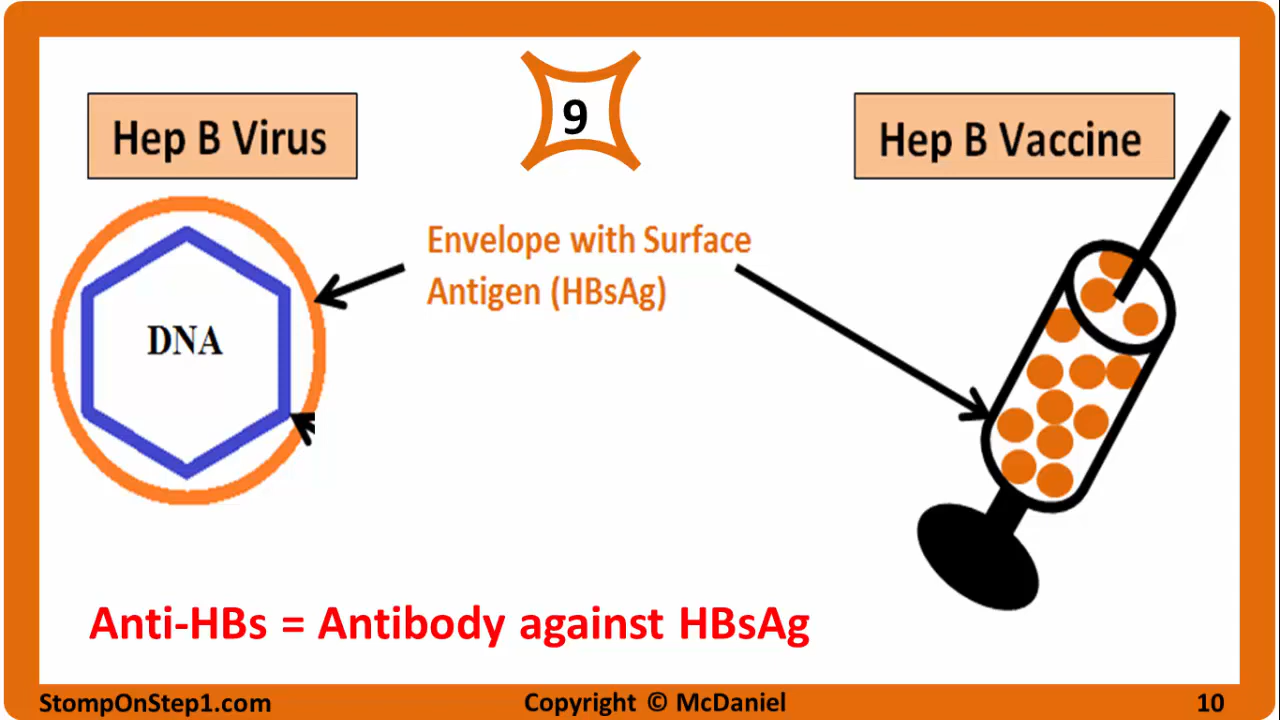 9
Hep B Virus
Hep B Vaccine
Envelope with Surface
Antigen (HBsAg)
DNA
Anti-HBs = Antibody against HBsAg
StompOnStep1.com
Copyright © McDaniel
10